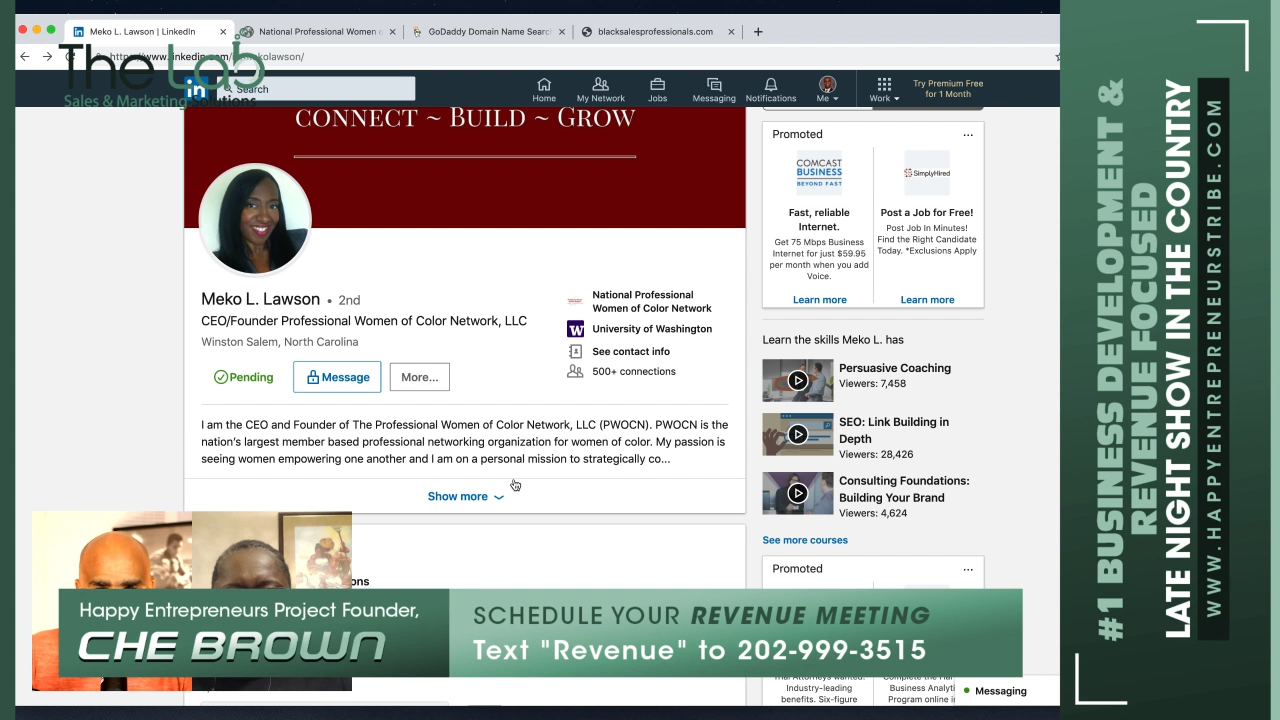 Meko L. Lawson | LinkedIn
National Professional Women
GoDaddy Domain Name Search
blacksalesprofessionals.com
The Lab
Sales & Marketing Solutions
Search
Home
My Network
Jobs
Messaging
Notifications
Me
Work
Try Premium Free
for 1 Month
CONNECT ~ BUILD ~ GROW
Meko L. Lawson • 2nd
CEO/Founder Professional Women of Color Network, LLC
Winston Salem, North Carolina
Pending
Message
More...
National Professional
Women of Color Network
University of Washington
See contact info
500+ connections
I am the CEO and Founder of The Professional Women of Color Network, LLC (PWOCN). PWOCN is the
nation's largest member based professional networking organization for women of color. My passion is
seeing women empowering one another and I am on a personal mission to strategically co...
Show more
Promoted
COMCAST
BUSINESS
BEYOND FAST
Fast, reliable
Internet.
Get 75 Mbps Business
Internet for just $59.95
per month when you add
Voice.
Learn more
SimplyHired
Post a Job for Free!
Post Job In Minutes!
Find the Right Candidate
Today. *Exclusions Apply
Learn more
Learn the skills Meko L. has
Persuasive Coaching
Viewers: 7,458
SEO: Link Building in
Depth
Viewers: 28,426
Consulting Foundations:
Building Your Brand
Viewers: 4,624
See more courses
Promoted
Industry-leading
benefits. Six-figure
Business Analyti
Program online i
Messaging
Happy Entrepreneurs Project Founder,
CHE BROWN
SCHEDULE YOUR REVENUE MEETING
Text "Revenue" to 202-999-3515
#1 BUSINESS DEVELOPMENT &
REVENUE FOCUSED
LATE NIGHT SHOW IN THE COUNTRY
WWW.HAPPYENTREPRENEURSTRIBE.COM